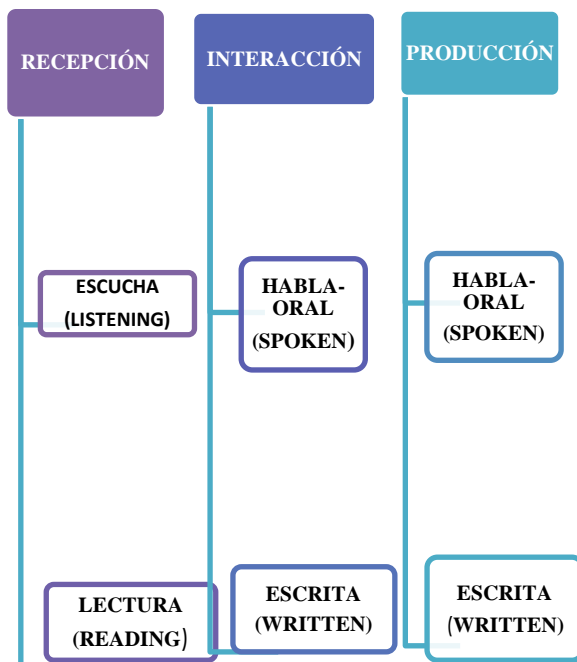 RECEPCIÓN
INTERACCIÓN
PRODUCCIÓN
ESCUCHA
(LISTENING)
HABLA-
ORAL
(SPOKEN)
HABLA-
ORAL
(SPOKEN)
LECTURA
(READING)
ESCRITA
(WRITTEN)
ESCRITA
(WRITTEN)